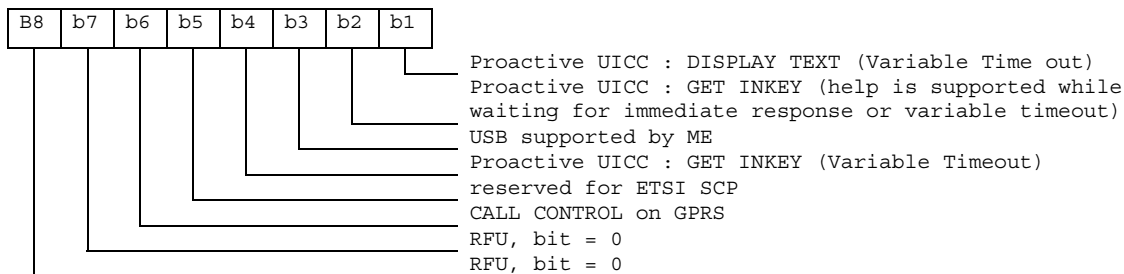 B8 b7 b6 b5 b4 b3 b2 b1
Proactive UICC : DISPLAY TEXT (Variable Time out)
Proactive UICC : GET INKEY (help is supported while
waiting for immediate response or variable timeout)
USB supported by ME
Proactive UICC : GET INKEY (Variable Timeout)
reserved for ETSI SCP
CALL CONTROL on GPRS
RFU, bit = 0
RFU, bit = 0